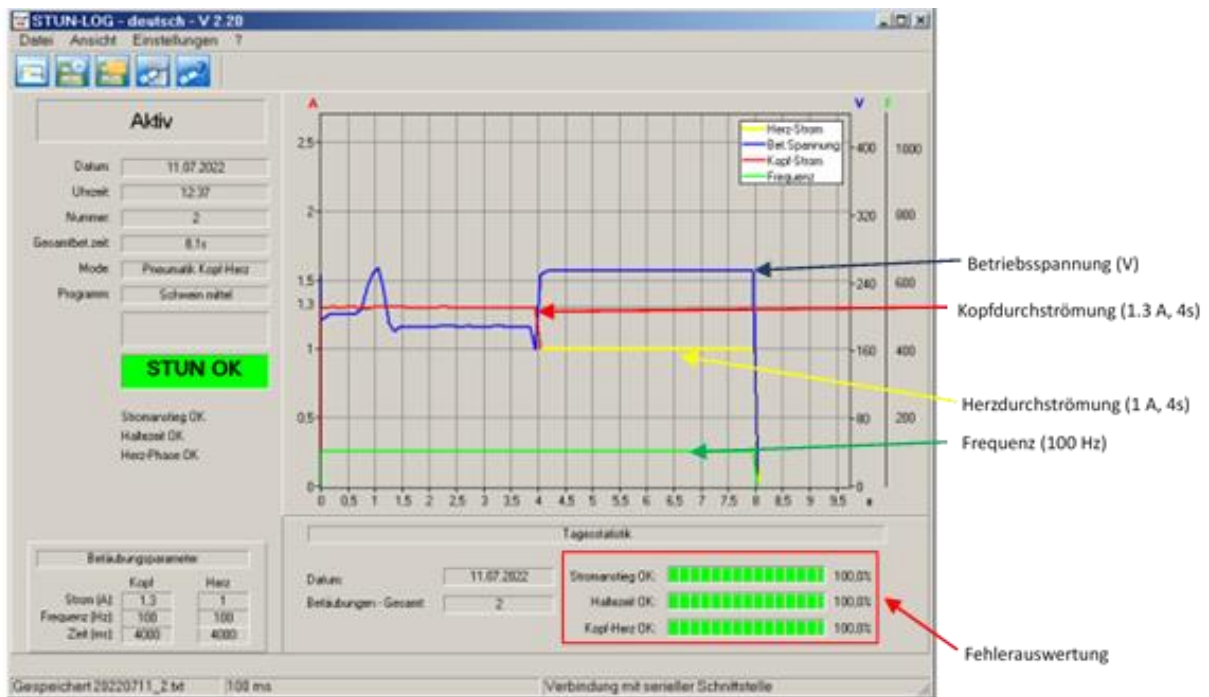 STUN-LOG - deutsch - V 2.20
Datei Ansicht Einstellungen ?
Aktiv
Datum: 11.07.2022
Uhrzeit: 12:37
Nummer: 2
Gesamtbet.zeit: 8.1s
Mode: Pneumatik Kopf-Herz
Programm: Schwein mittel
STUN OK
Stromanstieg OK
Haltezeit OK
Herz-Phase OK
Betäubungsparameter
Kopf Herz
Strom [A]: 1.3 1
Frequenz [Hz]: 100 100
Zeit [ms]: 4000 4000
A V F
2.5
2
1.5
1.3
1
0.5
0
400
320
240
160
80
0
1000
800
600
400
200
0 0,5 1 1,5 2 2,5 3 3,5 4 4,5 5 5,5 6 6,5 7 7,5 8 8,5 9 9,5 s
Herz-Strom
Bet.Spannung
Kopf-Strom
Frequenz
Betriebsspannung (V)
Kopfdurchströmung (1.3 A, 4s)
Herzdurchströmung (1 A, 4s)
Frequenz (100 Hz)
Tagesstatistik
Datum: 11.07.2022
Betäubungen - Gesamt: 2
Stromanstieg OK: 100,0%
Haltezeit OK: 100,0%
Kopf-Herz OK: 100,0%
Fehlerauswertung
Gespeichert 20220711_2.txt 100 ms Verbindung mit serieller Schnittstelle